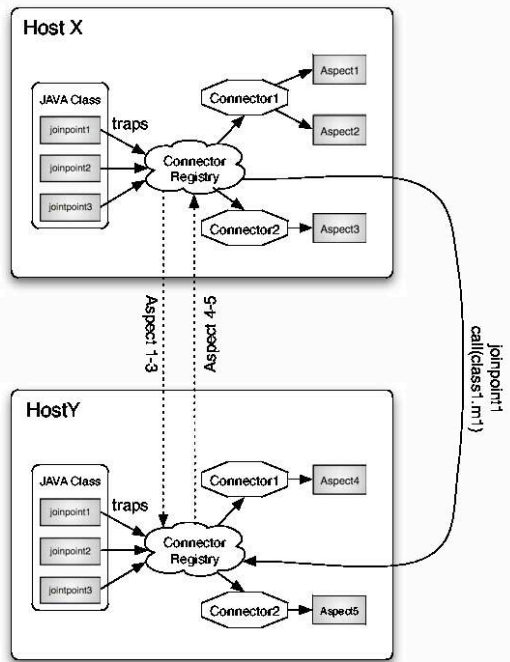 Host X
JAVA Class
joinpoint1
joinpoint2
jointpoint3
traps
Connector
Registry
Connector1
Connector2
Aspect1
Aspect2
Aspect3
Aspect 1-3
Aspect 4-5
joinpoint1
call(class1.m1)
HostY
JAVA Class
joinpoint1
joinpoint2
jointpoint3
traps
Connector
Registry
Connector1
Connector2
Aspect4
Aspect5